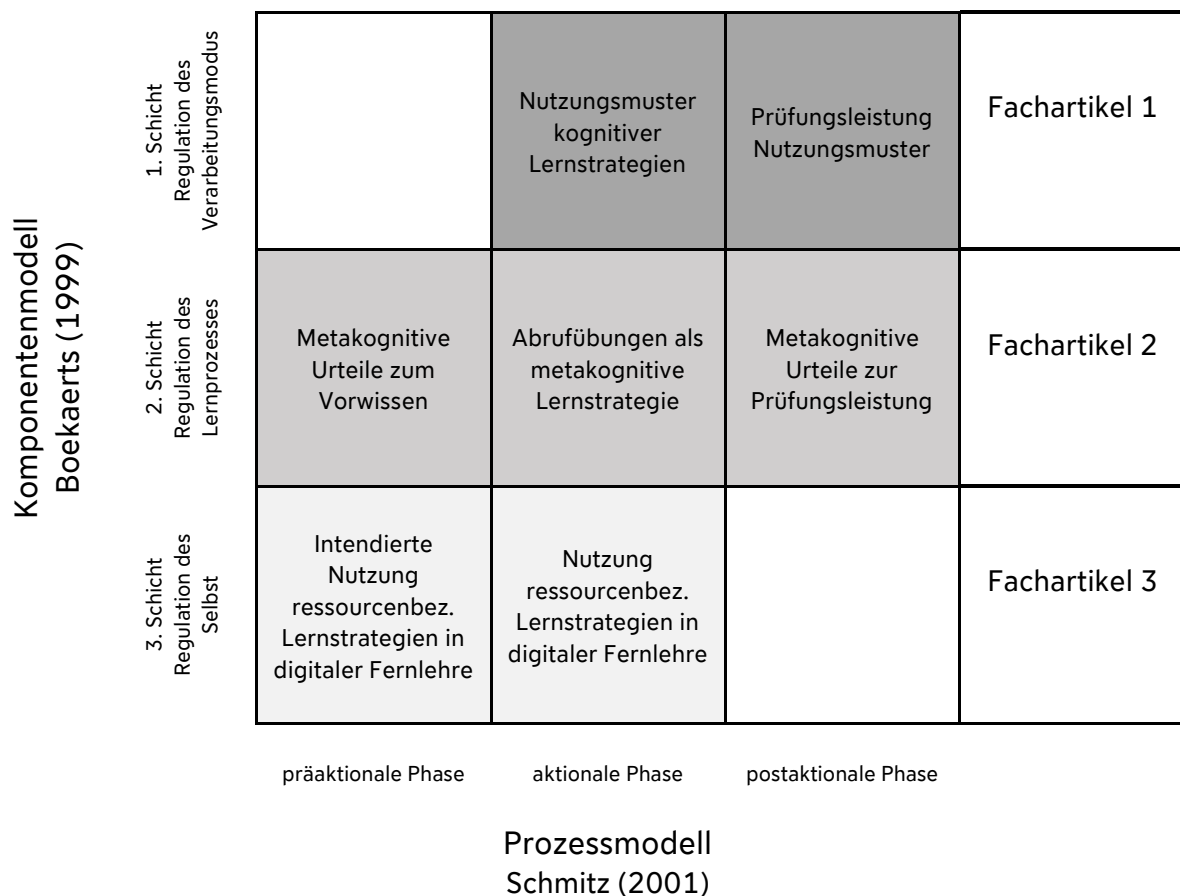 Komponentenmodell
Boekaerts (1999)
1. Schicht
Regulation des
Verarbeitungsmodus
Nutzungsmuster
kognitiver
Lernstrategien
Prüfungsleistung
Nutzungsmuster
Fachartikel 1
2. Schicht
Regulation des
Lernprozesses
Metakognitive
Urteile zum
Vorwissen
Abrufübungen als
metakognitive
Lernstrategie
Metakognitive
Urteile zur
Prüfungsleistung
Fachartikel 2
3. Schicht
Regulation des
Selbst
Intendierte
Nutzung
ressourcenbez.
Lernstrategien in
digitaler Fernlehre
Nutzung
ressourcenbez.
Lernstrategien in
digitaler Fernlehre
Fachartikel 3
präaktionale Phase
aktionale Phase
postaktionale Phase
Prozessmodell
Schmitz (2001)